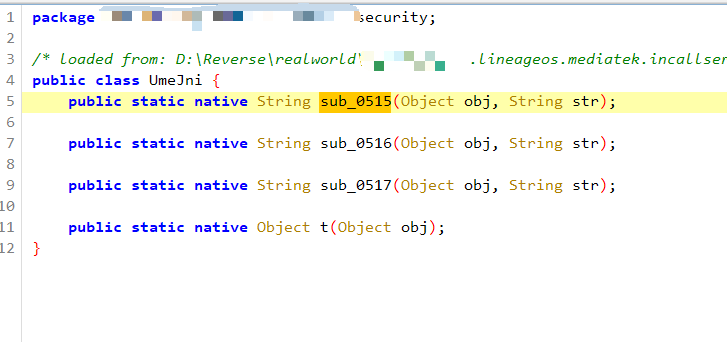 1 package security;
2
3 /* loaded from: D:\Reverse\realworld\ .lineageos.mediatek.incallser
4 public class UmeJni {
5 public static native String sub_0515(Object obj, String str);
6
7 public static native String sub_0516(Object obj, String str);
8
9 public static native String sub_0517(Object obj, String str);
10
11 public static native Object t(Object obj);
12 }